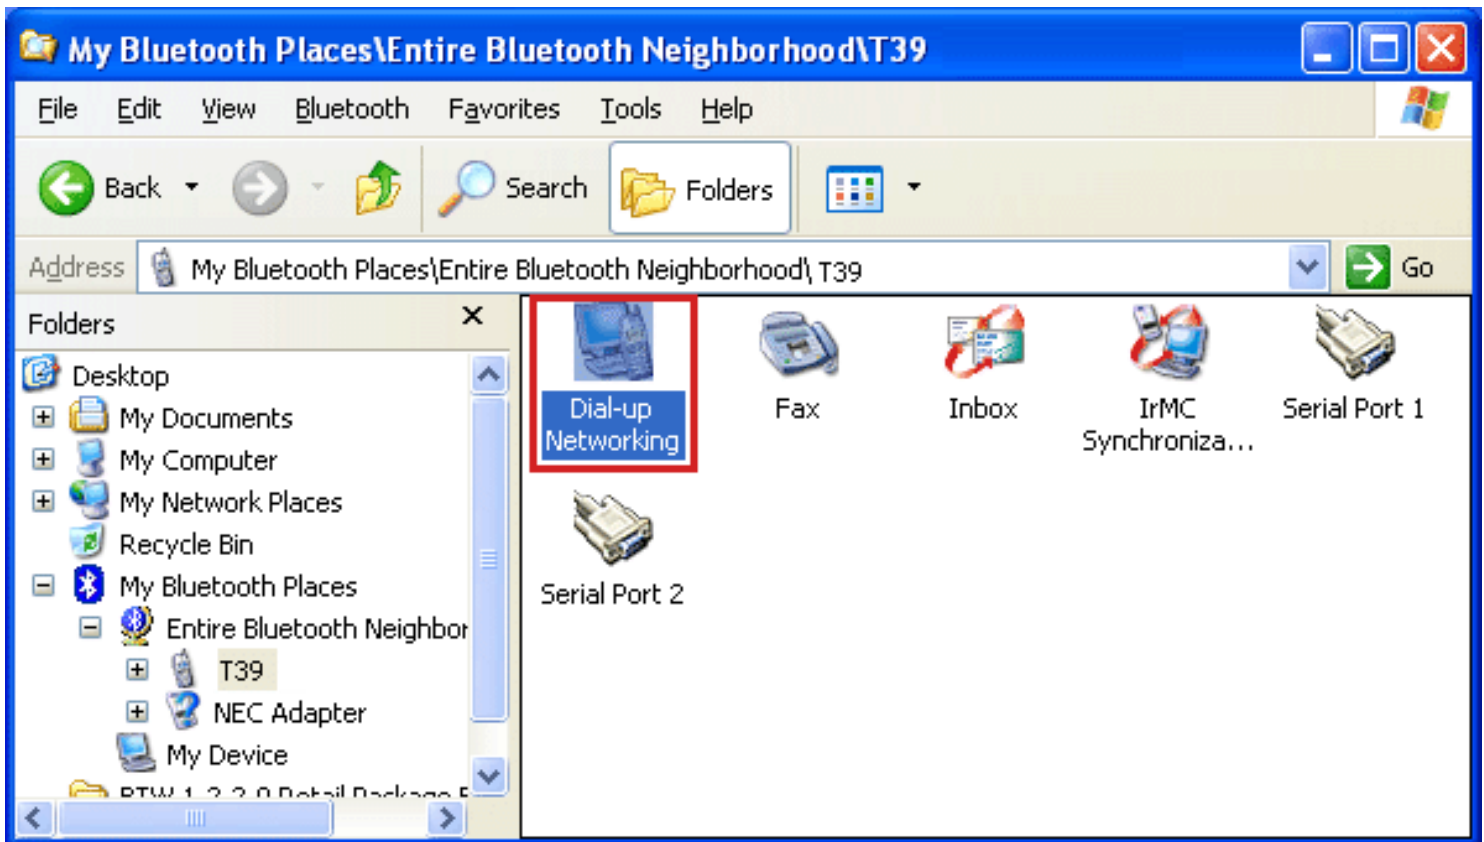 My Bluetooth Places\Entire Bluetooth Neighborhood\T39
File Edit View Bluetooth Favorites Tools Help
Back Search Folders
Address My Bluetooth Places\Entire Bluetooth Neighborhood\ T39 Go
Folders
Desktop
My Documents
My Computer
My Network Places
Recycle Bin
My Bluetooth Places
Entire Bluetooth Neighbor
T39
NEC Adapter
My Device
Dial-up
Networking
Fax
Inbox
IrMC
Synchroniza...
Serial Port 1
Serial Port 2